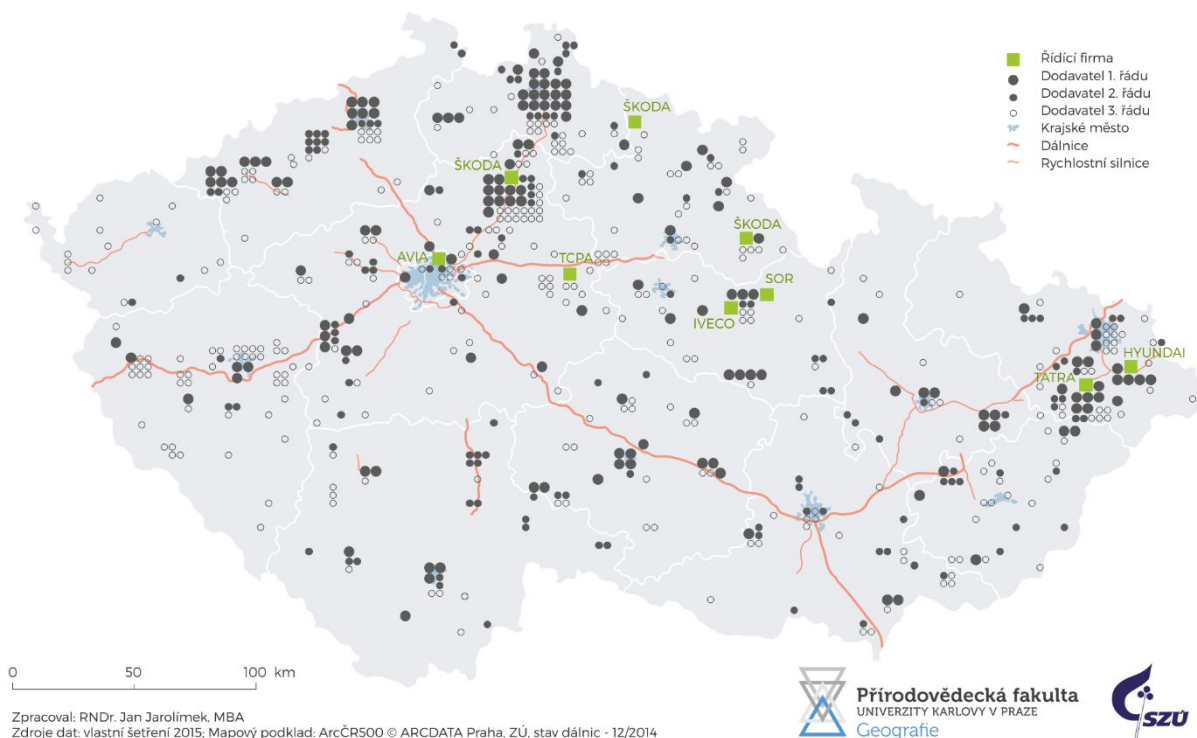 Řídící firma
Dodavatel 1. řádu
Dodavatel 2. řádu
Dodavatel 3. řádu
Krajské město
Dálnice
Rychlostní silnice
ŠKODA
ŠKODA
ŠKODA
AVIA
TCPA
SOR
IVECO
HYUNDAI
TATRA
0 50 100 km
Zpracoval: RNDr. Jan Jarolímek, MBA
Zdroje dat: vlastní šetření 2015; Mapový podklad: ArcČR500 © ARCDATA Praha, ZÚ, stav dálnic - 12/2014
Přírodovědecká fakulta
UNIVERZITY KARLOVY V PRAZE
Geografie
SZÚ